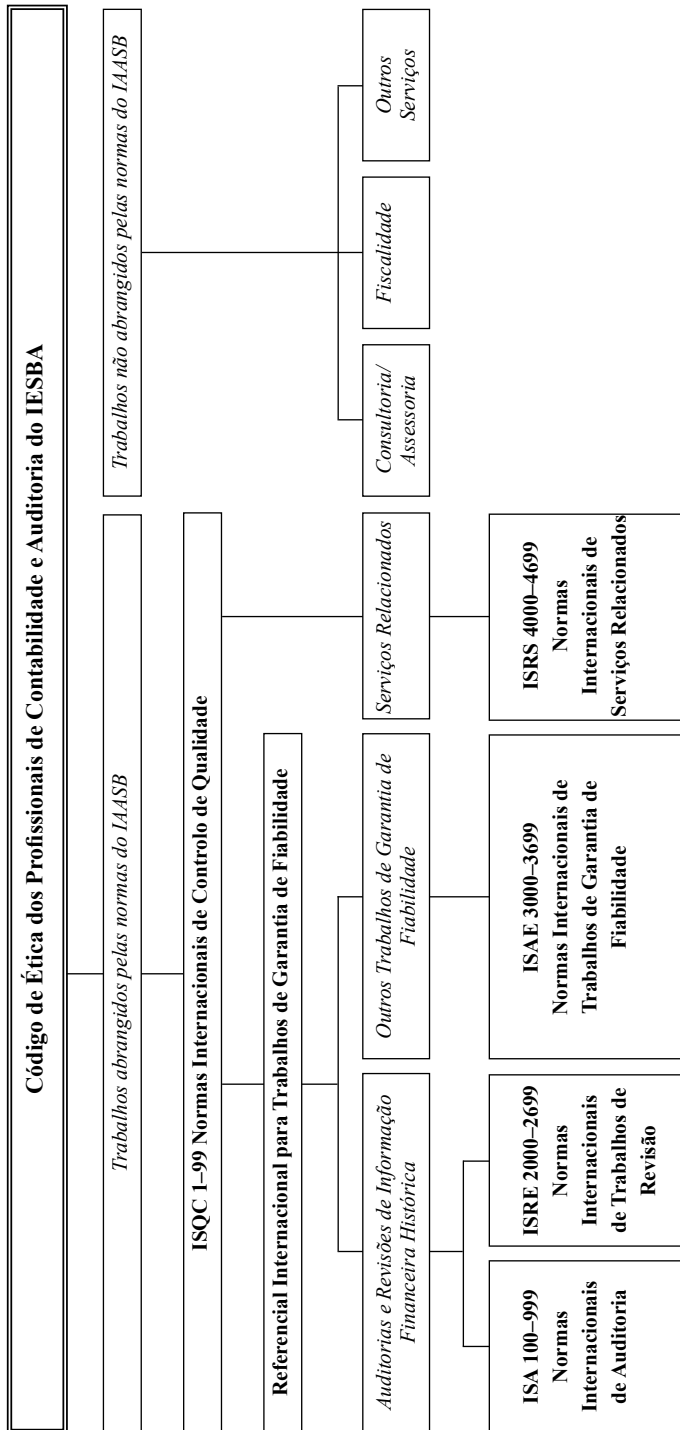 Código de Ética dos Profissionais de Contabilidade e Auditoria do IESBA
Trabalhos abrangidos pelas normas do IAASB
Trabalhos não abrangidos pelas normas do IAASB
ISQC 1–99 Normas Internacionais de Controlo de Qualidade
Referencial Internacional para Trabalhos de Garantia de Fiabilidade
Auditorias e Revisões de Informação
Financeira Histórica
Outros Trabalhos de Garantia de
Fiabilidade
Serviços Relacionados
Consultoria/
Assessoria
Fiscalidade
Outros
Serviços
ISA 100–999
Normas
Internacionais
de Auditoria
ISRE 2000–2699
Normas
Internacionais
de Trabalhos de
Revisão
ISAE 3000–3699
Normas Internacionais de
Trabalhos de Garantia de
Fiabilidade
ISRS 4000–4699
Normas
Internacionais de
Serviços Relacionados